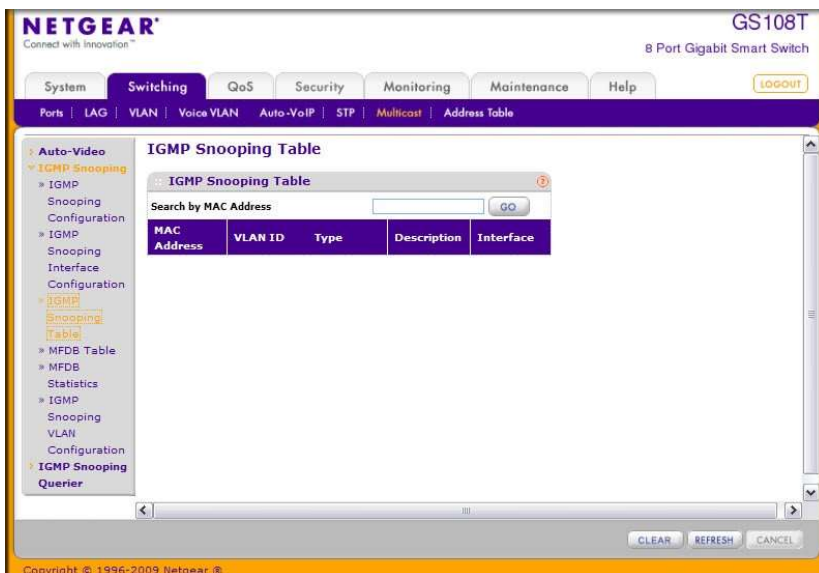 NETGEAR®
Connect with Innovation™
GS108T
8 Port Gigabit Smart Switch
System
Switching
QoS
Security
Monitoring
Maintenance
Help
LOGOUT
Ports | LAG | VLAN | Voice VLAN Auto-VoIP | STP | Multicast | Address Table
Auto-Video
IGMP Snooping
» IGMP
Snooping
Configuration
» IGMP
Snooping
Interface
Configuration
» IGMP
Snooping
Table
» MFDB Table
» MFDB
Statistics
» IGMP
Snooping
VLAN
Configuration
IGMP Snooping
Querier
IGMP Snooping Table
IGMP Snooping Table
?
Search by MAC Address
GO
MAC
Address
VLAN ID
Type
Description
Interface
CLEAR
REFRESH
CANCEL
Copyright © 1996-2009 Netgear ®